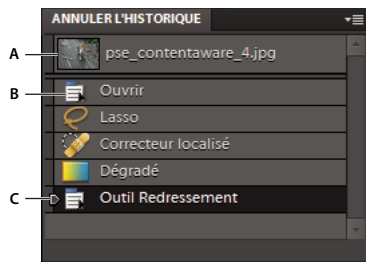 ANNULER L'HISTORIQUE
A pse_contentaware_4.jpg
B Ouvrir
Lasso
Correcteur localisé
Dégradé
C Outil Redressement